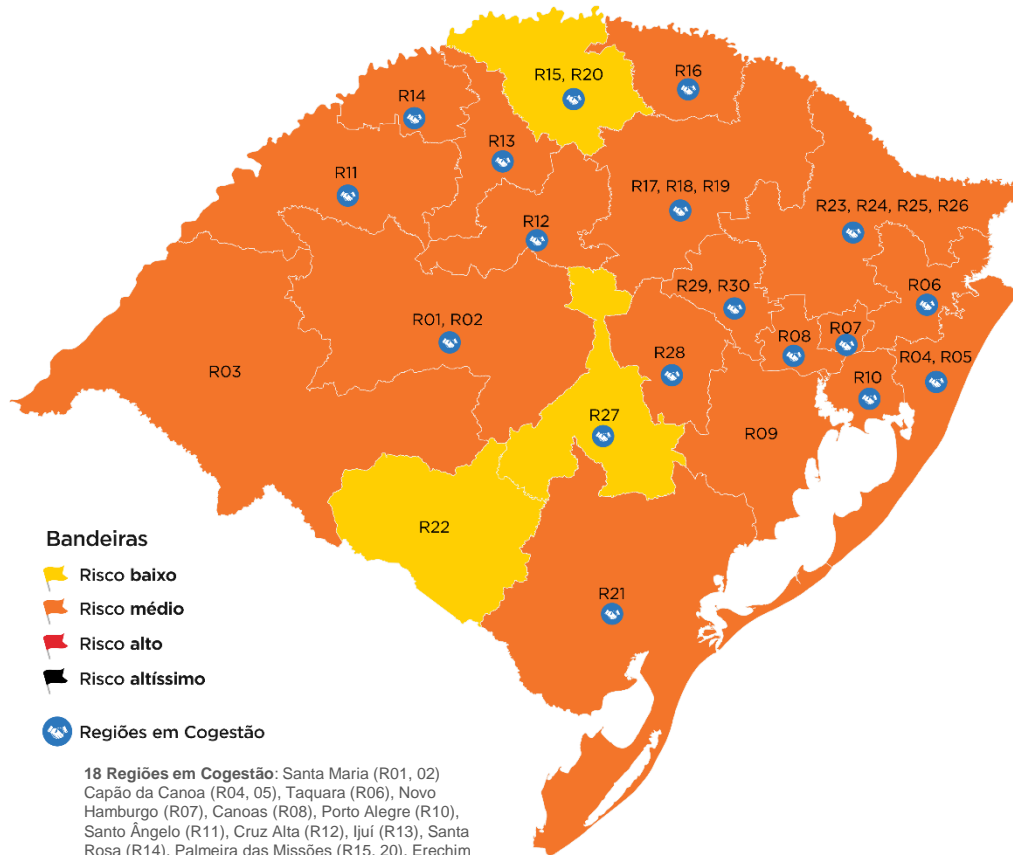 R15, R20
R16
R14
R13
R11
R17, R18, R19
R23, R24, R25, R26
R12
R29, R30
R06
R01, R02
R08
R07
R03
R28
R04, R05
R10
R27
R09
R22
R21
Bandeiras
Risco baixo
Risco médio
Risco alto
Risco altíssimo
Regiões em Cogestão
18 Regiões em Cogestão: Santa Maria (R01, 02)
Capão da Canoa (R04, 05), Taquara (R06), Novo
Hamburgo (R07), Canoas (R08), Porto Alegre (R10),
Santo Ângelo (R11), Cruz Alta (R12), Ijuí (R13), Santa
Rosa (R14), Palmeira das Missões (R15, 20), Erechim